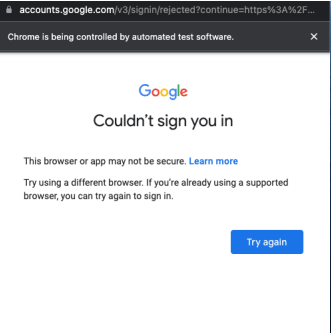 accounts.google.com/v3/signin/rejected?continue=https%3A%2F...
Chrome is being controlled by automated test software.
Google
Couldn’t sign you in
This browser or app may not be secure. Learn more
Try using a different browser. If you’re already using a supported
browser, you can try again to sign in.
Try again